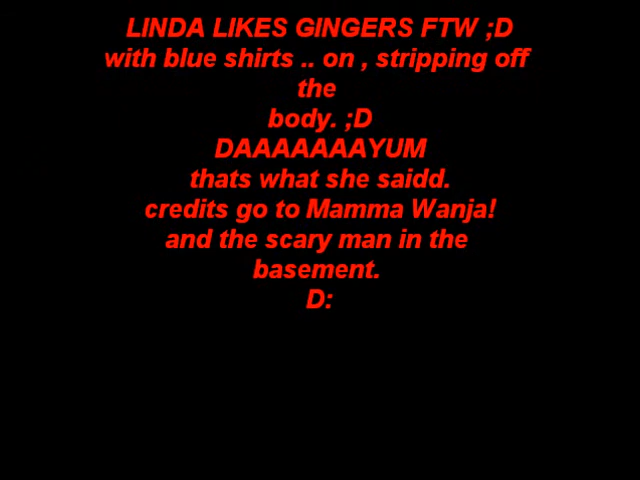 LINDA LIKES GINGERS FTW ;D
with blue shirts .. on , stripping off
the
body. ;D
DAAAAAAAYUM
thats what she saidd.
credits go to Mamma Wanja!
and the scary man in the
basement.
D: